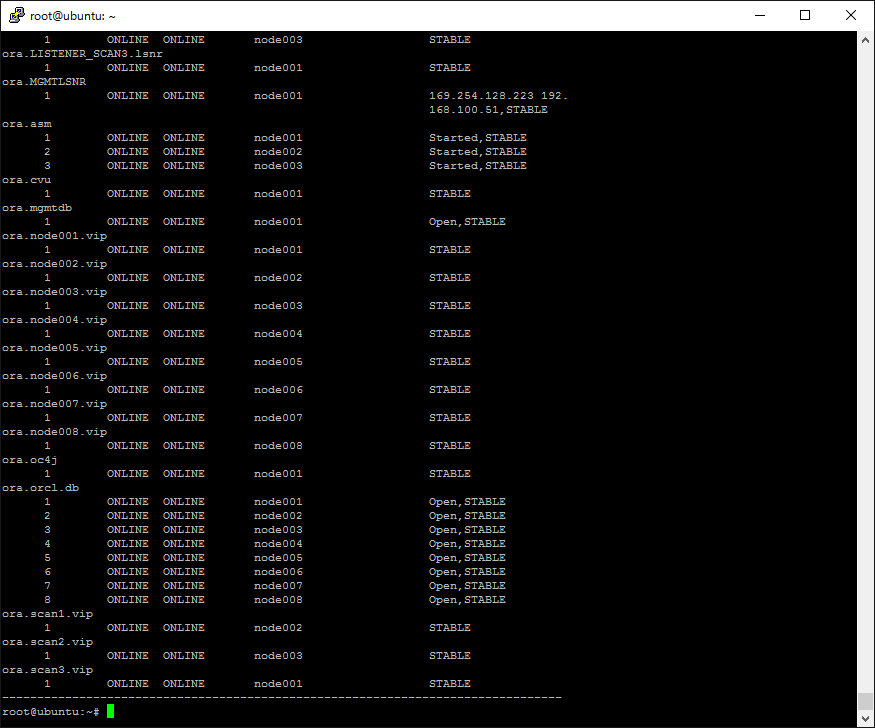 root@ubuntu: ~
1 ONLINE ONLINE node003 STABLE
ora.LISTENER_SCAN3.lsnr
1 ONLINE ONLINE node001 STABLE
ora.MGMTLSNR
1 ONLINE ONLINE node001 169.254.128.223 192.
168.100.51,STABLE
ora.asm
1 ONLINE ONLINE node001 Started,STABLE
2 ONLINE ONLINE node002 Started,STABLE
3 ONLINE ONLINE node003 Started,STABLE
ora.cvu
1 ONLINE ONLINE node001 STABLE
ora.mgmtdb
1 ONLINE ONLINE node001 Open,STABLE
ora.node001.vip
1 ONLINE ONLINE node001 STABLE
ora.node002.vip
1 ONLINE ONLINE node002 STABLE
ora.node003.vip
1 ONLINE ONLINE node003 STABLE
ora.node004.vip
1 ONLINE ONLINE node004 STABLE
ora.node005.vip
1 ONLINE ONLINE node005 STABLE
ora.node006.vip
1 ONLINE ONLINE node006 STABLE
ora.node007.vip
1 ONLINE ONLINE node007 STABLE
ora.node008.vip
1 ONLINE ONLINE node008 STABLE
ora.oc4j
1 ONLINE ONLINE node001 STABLE
ora.orcl.db
1 ONLINE ONLINE node001 Open,STABLE
2 ONLINE ONLINE node002 Open,STABLE
3 ONLINE ONLINE node003 Open,STABLE
4 ONLINE ONLINE node004 Open,STABLE
5 ONLINE ONLINE node005 Open,STABLE
6 ONLINE ONLINE node006 Open,STABLE
7 ONLINE ONLINE node007 Open,STABLE
8 ONLINE ONLINE node008 Open,STABLE
ora.scan1.vip
1 ONLINE ONLINE node002 STABLE
ora.scan2.vip
1 ONLINE ONLINE node003 STABLE
ora.scan3.vip
1 ONLINE ONLINE node001 STABLE
--------------------------------------------------------------------------------
root@ubuntu:~#